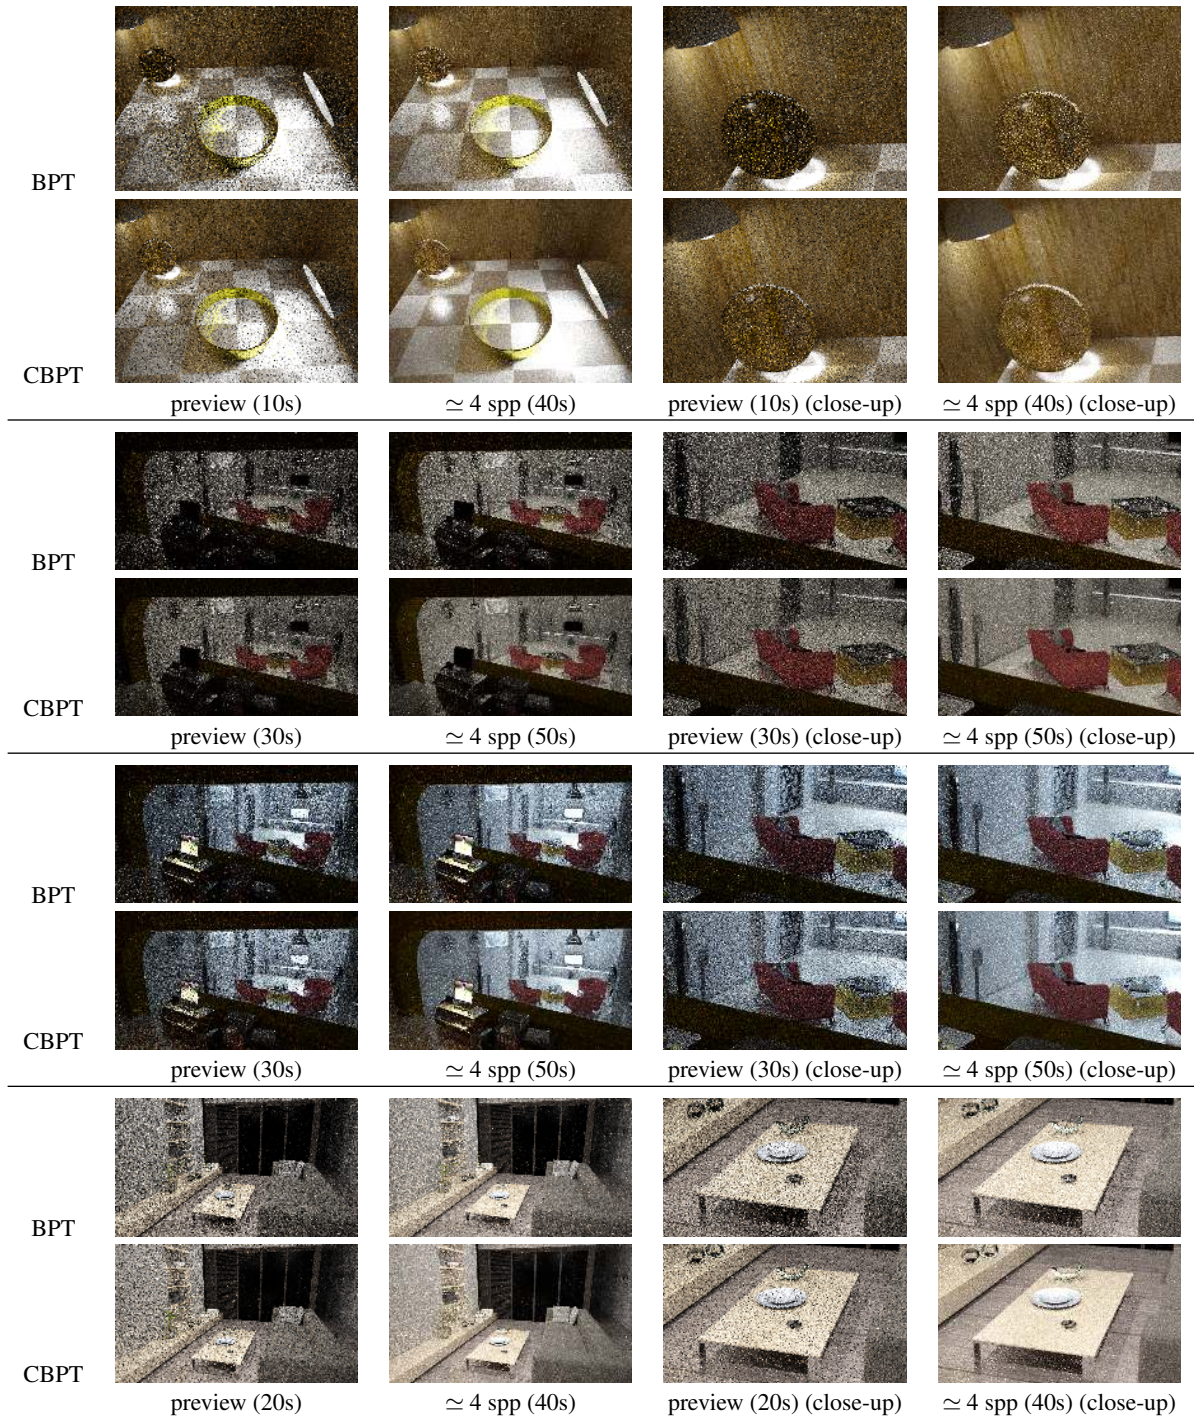 BPT
CBPT
preview (10s) ≃ 4 spp (40s) preview (10s) (close-up) ≃ 4 spp (40s) (close-up)
BPT
CBPT
preview (30s) ≃ 4 spp (50s) preview (30s) (close-up) ≃ 4 spp (50s) (close-up)
BPT
CBPT
preview (30s) ≃ 4 spp (50s) preview (30s) (close-up) ≃ 4 spp (50s) (close-up)
BPT
CBPT
preview (20s) ≃ 4 spp (40s) preview (20s) (close-up) ≃ 4 spp (40s) (close-up)